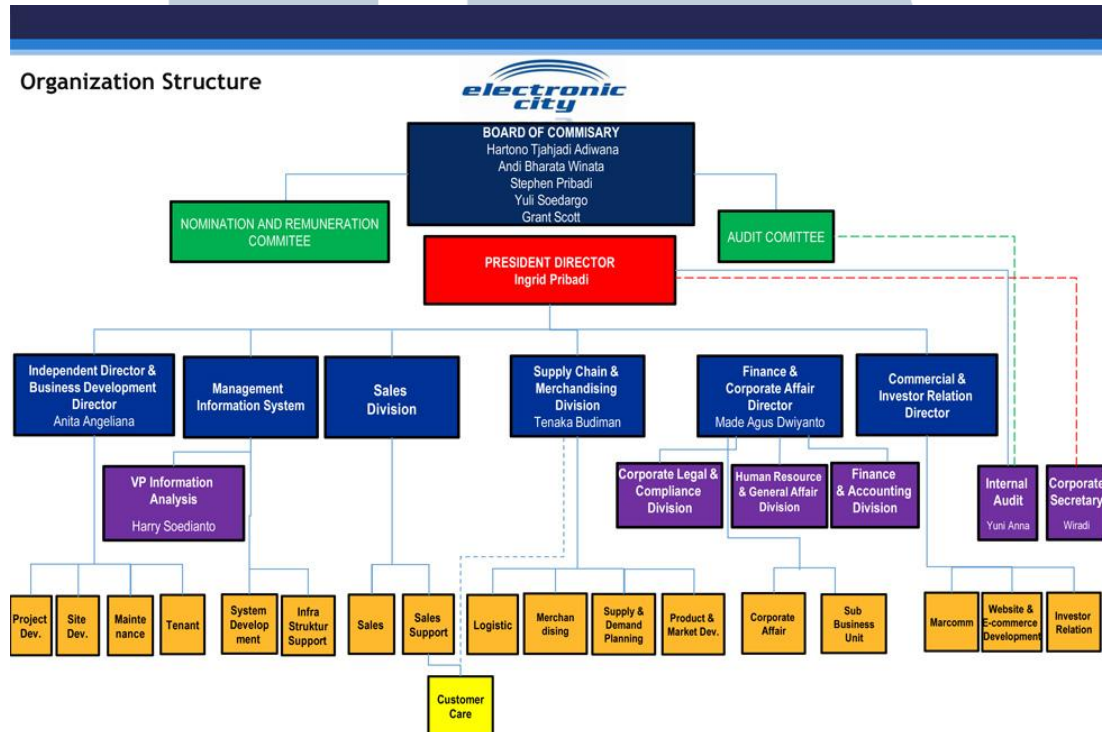 Organization Structure
electronic
city
BOARD OF COMMISARY
Hartono Tjahjadi Adiwana
Andi Bharata Winata
Stephen Pribadi
Yuli Soedargo
Grant Scott
NOMINATION AND REMUNERATION
COMMITEE
AUDIT COMITTEE
PRESIDENT DIRECTOR
Ingrid Pribadi
Independent Director &
Business Development
Director
Anita Angeliana
Management
Information System
Sales
Division
Supply Chain &
Merchandising
Division
Tenaka Budiman
Finance &
Corporate Affair
Director
Made Agus Dwiyanto
Commercial &
Investor Relation
Director
VP Information
Analysis
Harry Soedianto
Corporate Legal &
Compliance
Division
Human Resource
& General Affair
Division
Finance
& Accounting
Division
Internal
Audit
Yuni Anna
Corporate
Secretary
Wiradi
Project
Dev.
Site
Dev.
Mainte
nance
Tenant
System
Develop
ment
Infra
Struktur
Support
Sales
Sales
Support
Logistic
Merchan
dising
Supply &
Demand
Planning
Product &
Market Dev.
Corporate
Affair
Sub
Business
Unit
Marcomm
Website &
E-commerce
Development
Investor
Relation
Customer
Care